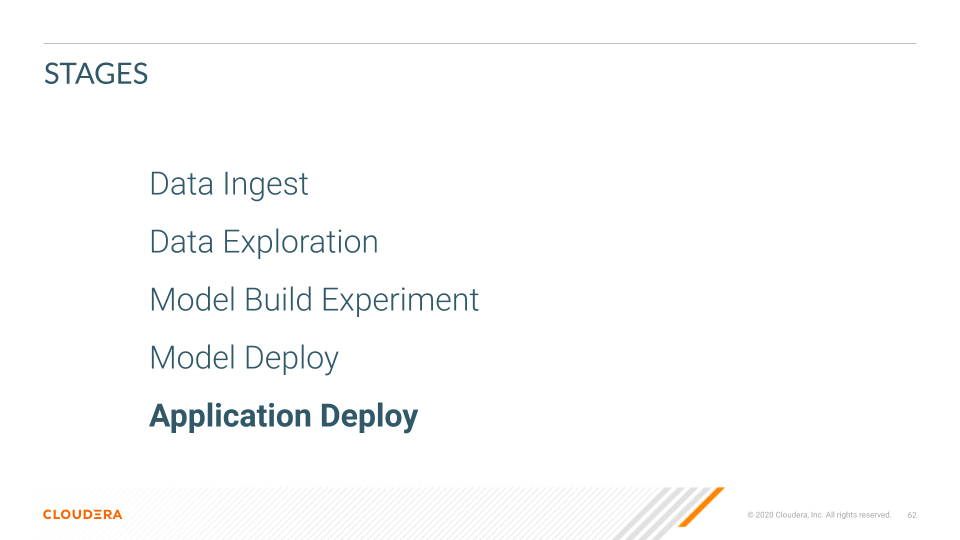 STAGES
Data Ingest
Data Exploration
Model Build Experiment
Model Deploy
Application Deploy
CLOUDERA
© 2020 Cloudera, Inc. All rights reserved. 62